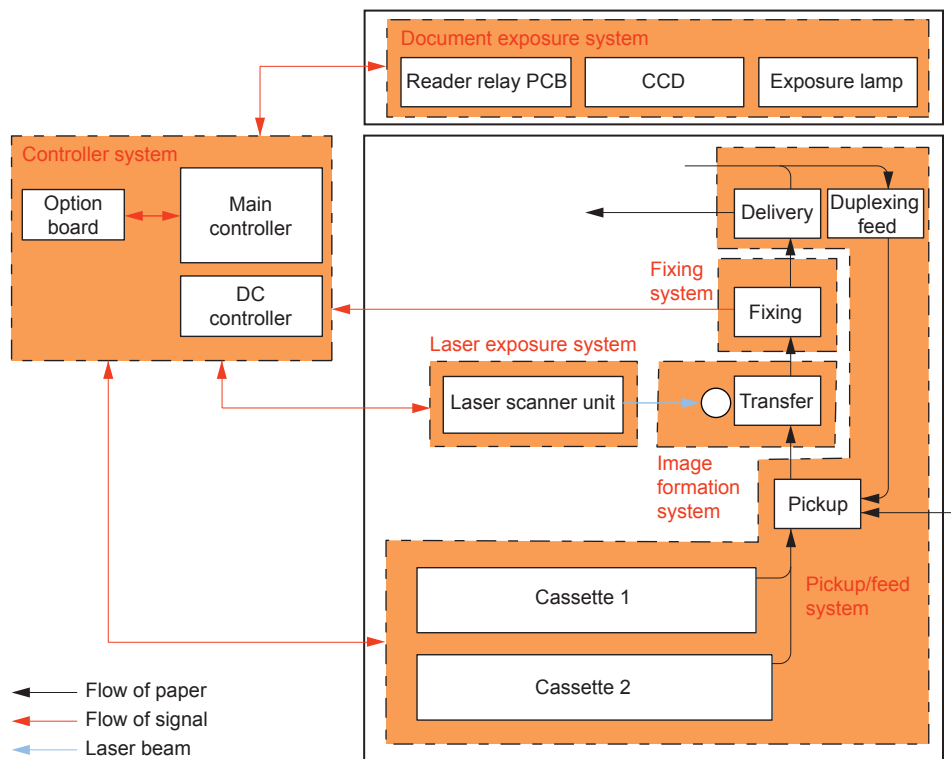 Document exposure system
Reader relay PCB
CCD
Exposure lamp
Controller system
Option
board
Main
controller
DC
controller
Delivery
Duplexing
feed
Fixing
system
Fixing
Laser exposure system
Laser scanner unit
Transfer
Image
formation
system
Pickup
Cassette 1
Pickup/feed
system
Cassette 2
Flow of paper
Flow of signal
Laser beam